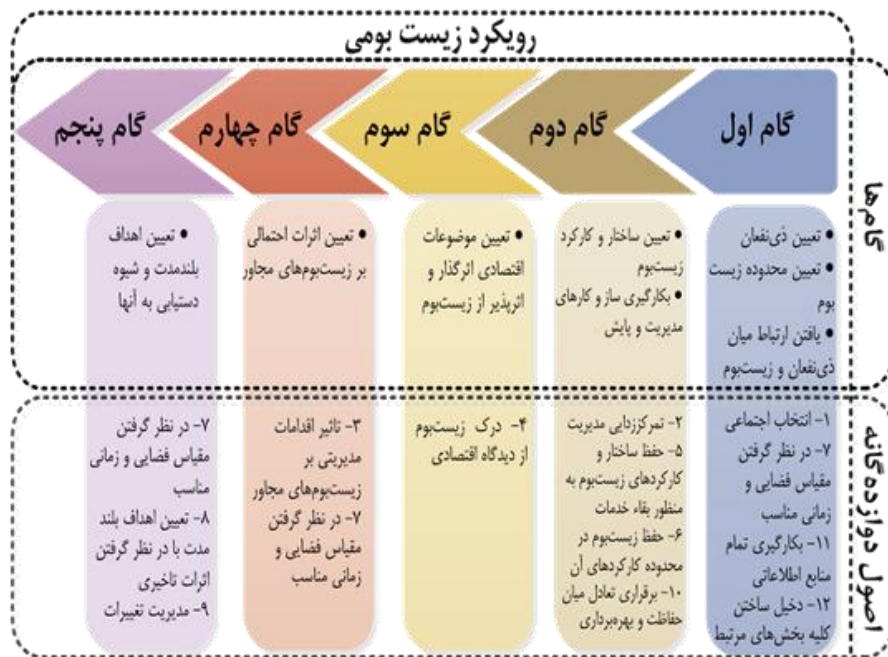 رویکرد زیست بومی
گام‌ها
گام اول
گام دوم
گام سوم
گام چهارم
گام پنجم
• تعیین ذی‌نفعان
• تعیین محدوده زیست
بوم
• یافتن ارتباط میان
ذی‌نفعان و زیست‌بوم
• تعیین ساختار و کارکرد
زیست‌بوم
• بکارگیری ساز و کارهای
مدیریت و پایش
• تعیین موضوعات
اقتصادی اثرگذار و
اثرپذیر از زیست‌بوم
• تعیین اثرات احتمالی
بر زیست‌بوم‌های مجاور
• تعیین اهداف
بلندمدت و شیوه
دستیابی به آنها
اصول دوازده‌گانه
۱- انتخاب اجتماعی
۷- در نظر گرفتن
مقیاس فضایی و
زمانی مناسب
۱۱- بکارگیری تمام
منابع اطلاعاتی
۱۲- دخیل ساختن
کلیه بخش‌های مرتبط
۲- تمرکززدایی مدیریت
۵- حفظ ساختار و
کارکردهای زیست‌بوم به
منظور بقاء خدمات
۶- حفظ زیست‌بوم در
محدوده کارکردهای آن
۱۰- برقراری تعادل میان
حفاظت و بهره‌برداری
۴- درک زیست‌بوم
از دیدگاه اقتصادی
۳- تاثیر اقدامات
مدیریتی بر
زیست‌بوم‌های مجاور
۷- در نظر گرفتن
مقیاس فضایی و
زمانی مناسب
۷- در نظر گرفتن
مقیاس فضایی و زمانی
مناسب
۸- تعیین اهداف بلند
مدت با در نظر گرفتن
اثرات تاخیری
۹- مدیریت تغییرات